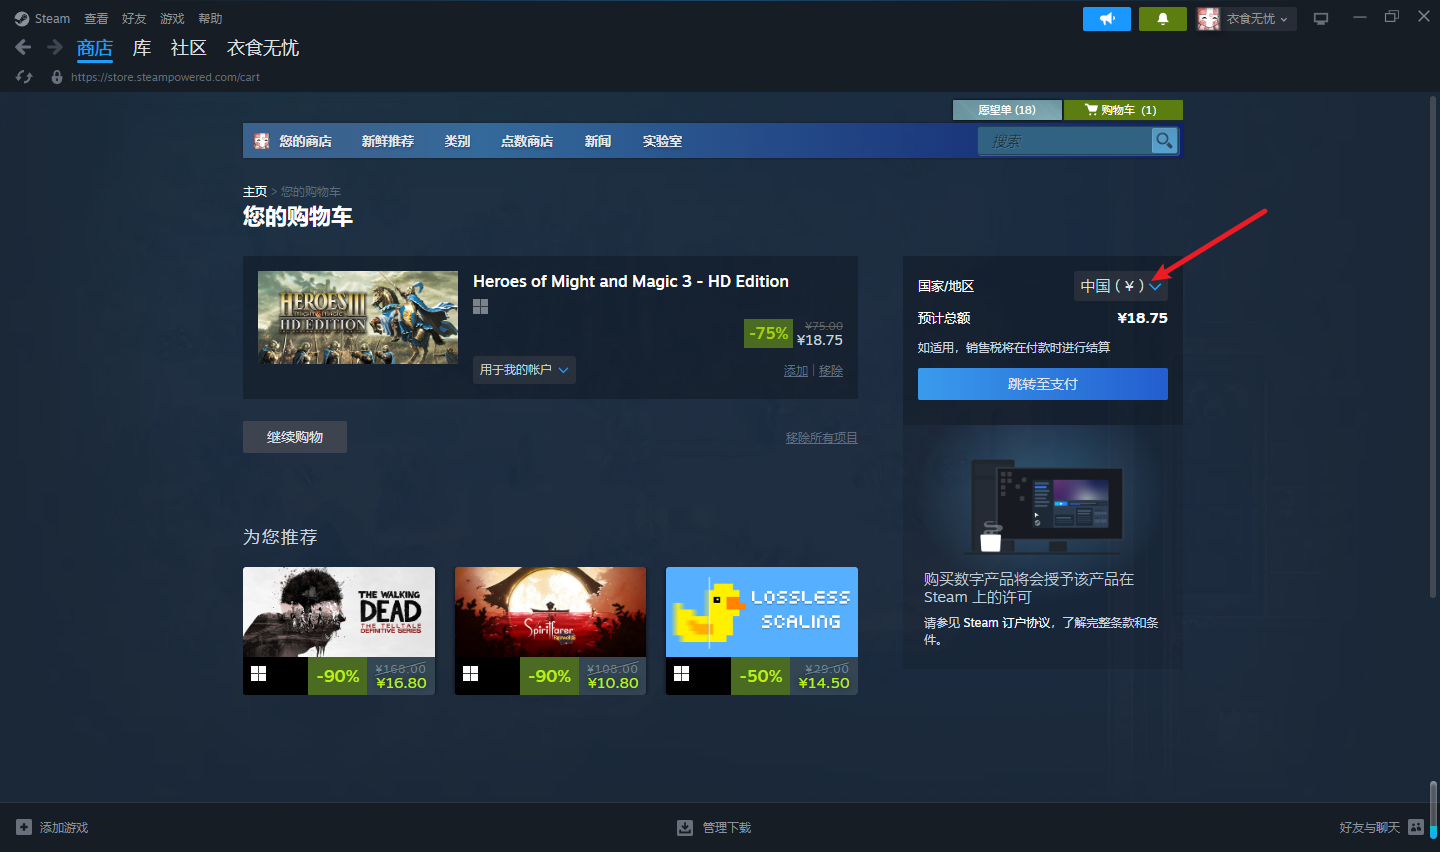 Steam 查看 好友 游戏 帮助
衣食无忧
商店 库 社区 衣食无忧
https://store.steampowered.com/cart
愿望单 (18) 购物车 (1)
您的商店 新鲜推荐 类别 点数商店 新闻 实验室 搜索
主页 > 您的购物车
您的购物车
HEROES III
HD EDITION
Heroes of Might and Magic 3 - HD Edition
-75% ¥75.00
¥18.75
用于我的帐户
添加 | 移除
继续购物
移除所有项目
国家/地区 中国 ( ¥ )
预计总额 ¥18.75
如适用，销售税将在付款时进行结算
跳转至支付
购买数字产品将会授予该产品在
Steam 上的许可
请参见 Steam 订户协议，了解完整条款和条
件。
为您推荐
THE WALKING
DEAD
THE TELLTALE
DEFINITIVE SERIES
-90% ¥168.00
¥16.80
Spiritfarer
-90% ¥108.00
¥10.80
LOSSLESS
SCALING
-50% ¥29.00
¥14.50
添加游戏 管理下载 好友与聊天